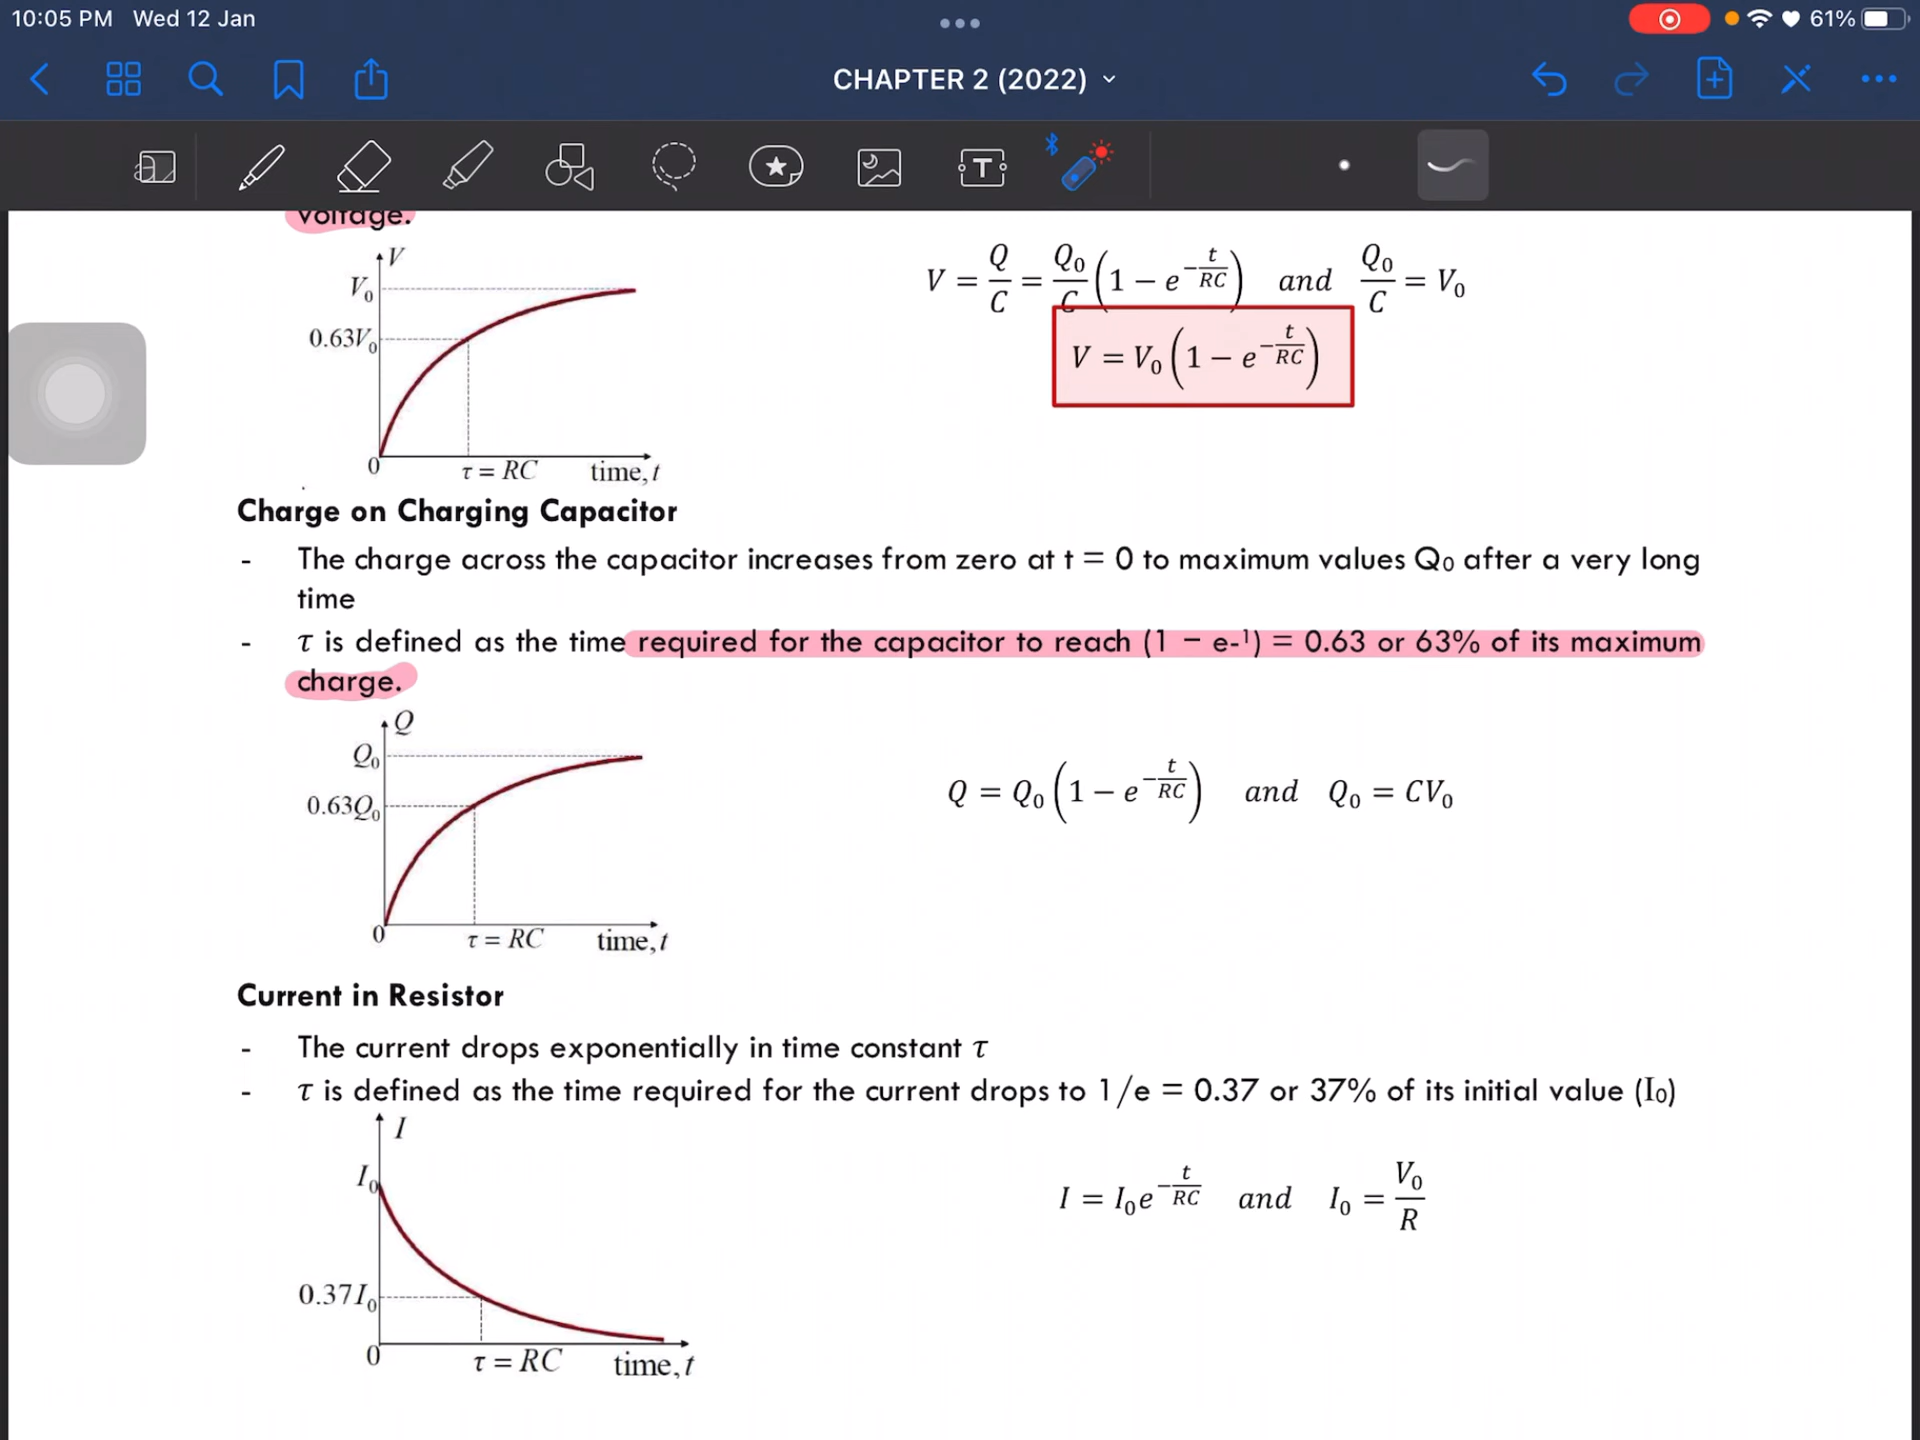 10:05 PM Wed 12 Jan
61%
CHAPTER 2 (2022)
voltage.
V
V₀
0.63V₀
0
τ = RC
time, t
V = Q/C = Q₀/C (1 − e^(−t/RC)) and Q₀/C = V₀
V = V₀ (1 − e^(−t/RC))
Charge on Charging Capacitor
- The charge across the capacitor increases from zero at t = 0 to maximum values Q₀ after a very long
time
- τ is defined as the time required for the capacitor to reach (1 − e-¹) = 0.63 or 63% of its maximum
charge.
Q
Q₀
0.63Q₀
0
τ = RC
time, t
Q = Q₀ (1 − e^(−t/RC)) and Q₀ = CV₀
Current in Resistor
- The current drops exponentially in time constant τ
- τ is defined as the time required for the current drops to 1/e = 0.37 or 37% of its initial value (I₀)
I
I₀
0.37I₀
0
τ = RC
time, t
I = I₀e^(−t/RC) and I₀ = V₀/R